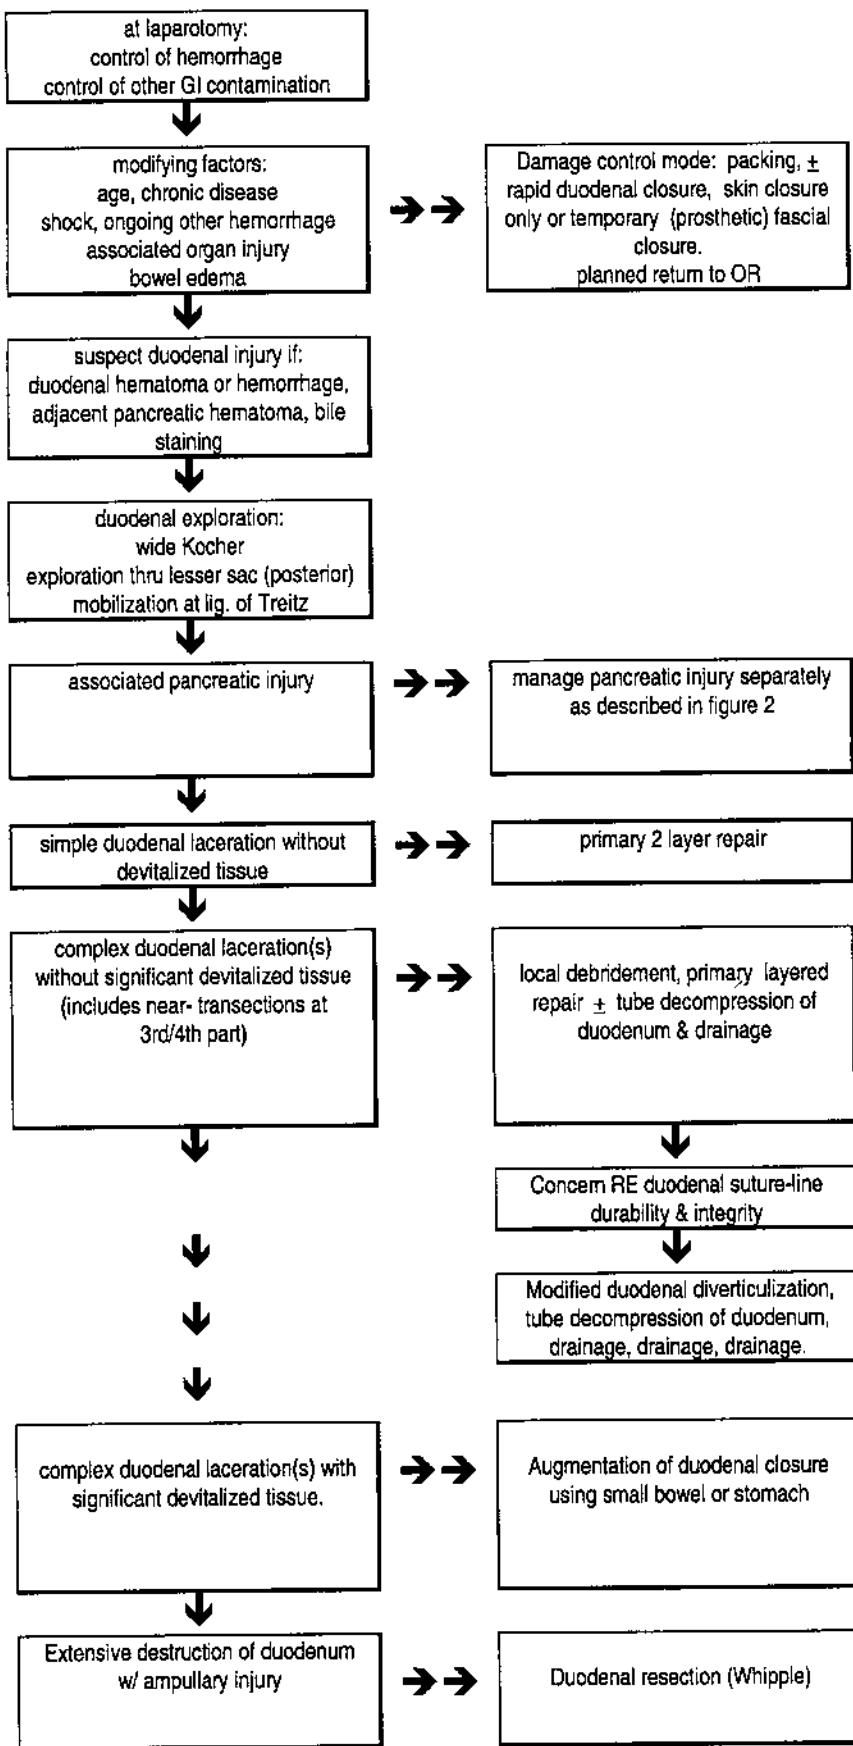 at laparotomy:
control of hemorrhage
control of other GI contamination
modifying factors:
age, chronic disease
shock, ongoing other hemorrhage
associated organ injury
bowel edema
Damage control mode: packing, ±
rapid duodenal closure, skin closure
only or temporary (prosthetic) fascial
closure.
planned return to OR
suspect duodenal injury if:
duodenal hematoma or hemorrhage,
adjacent pancreatic hematoma, bile
staining
duodenal exploration:
wide Kocher
exploration thru lesser sac (posterior)
mobilization at lig. of Treitz
associated pancreatic injury
manage pancreatic injury separately
as described in figure 2
simple duodenal laceration without
devitalized tissue
primary 2 layer repair
complex duodenal laceration(s)
without significant devitalized tissue
(includes near- transections at
3rd/4th part)
local debridement, primary layered
repair ± tube decompression of
duodenum & drainage
Concern RE duodenal suture-line
durability & integrity
Modified duodenal diverticulization,
tube decompression of duodenum,
drainage, drainage, drainage.
complex duodenal laceration(s) with
significant devitalized tissue.
Augmentation of duodenal closure
using small bowel or stomach
Extensive destruction of duodenum
w/ ampullary injury
Duodenal resection (Whipple)